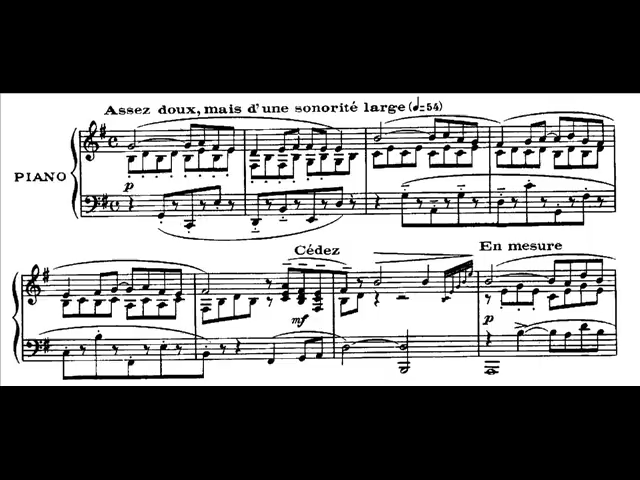 Assez doux, mais d'une sonorité large (♩=54)
PIANO
p
Cédez
En mesure
mf
p